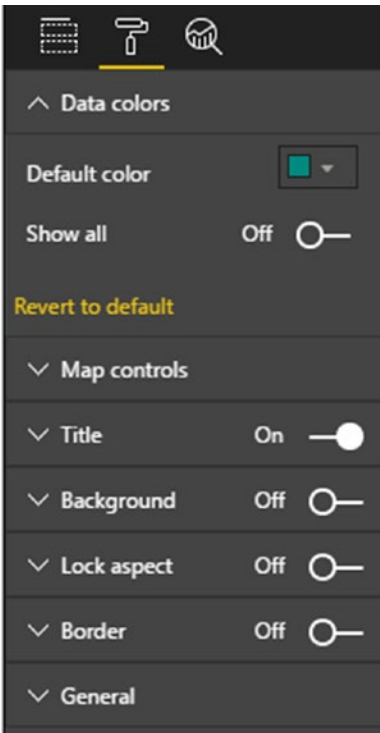 Data colors
Default color
Show all Off
Revert to default
Map controls
Title On
Background Off
Lock aspect Off
Border Off
General